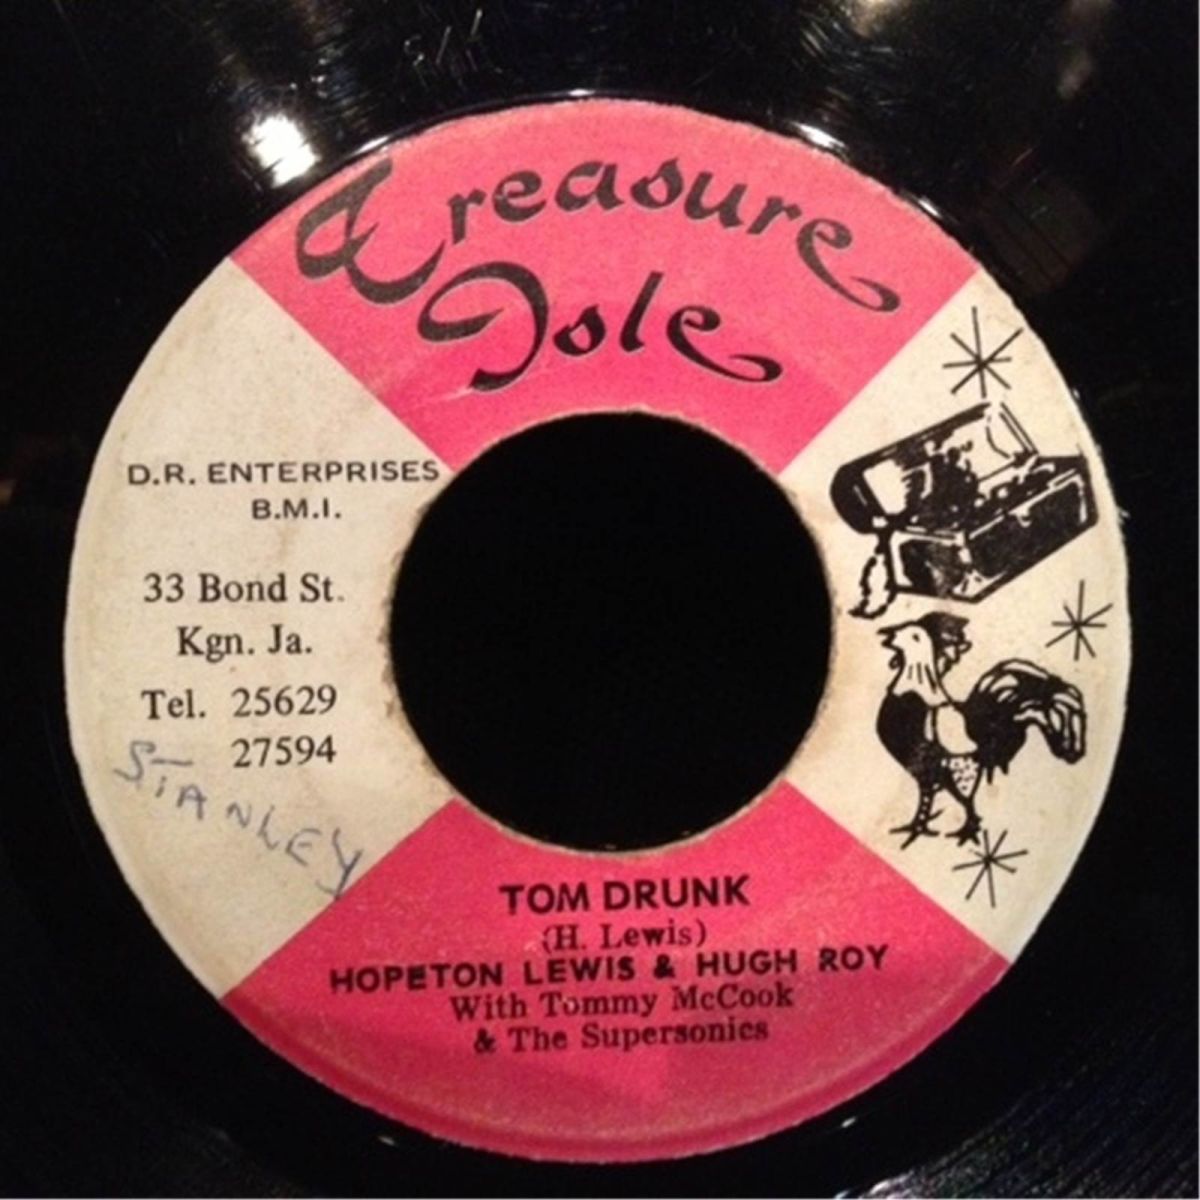 Treasure
Isle
D.R. ENTERPRISES
B.M.I.
33 Bond St.
Kgn. Ja.
Tel. 25629
27594
STANLEY
TOM DRUNK
(H. Lewis)
HOPETON LEWIS & HUGH ROY
With Tommy McCook
& The Supersonics